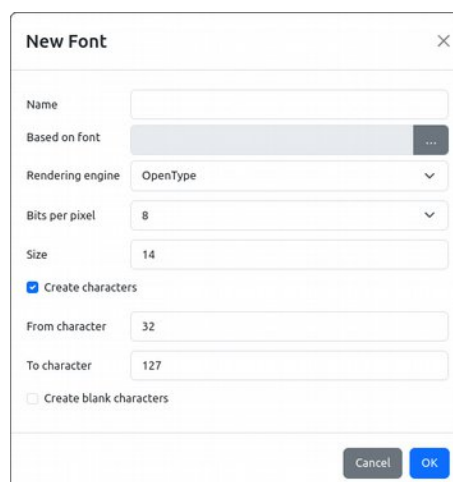 New Font
Name
Based on font
...
Rendering engine OpenType
Bits per pixel 8
Size 14
Create characters
From character 32
To character 127
Create blank characters
Cancel OK